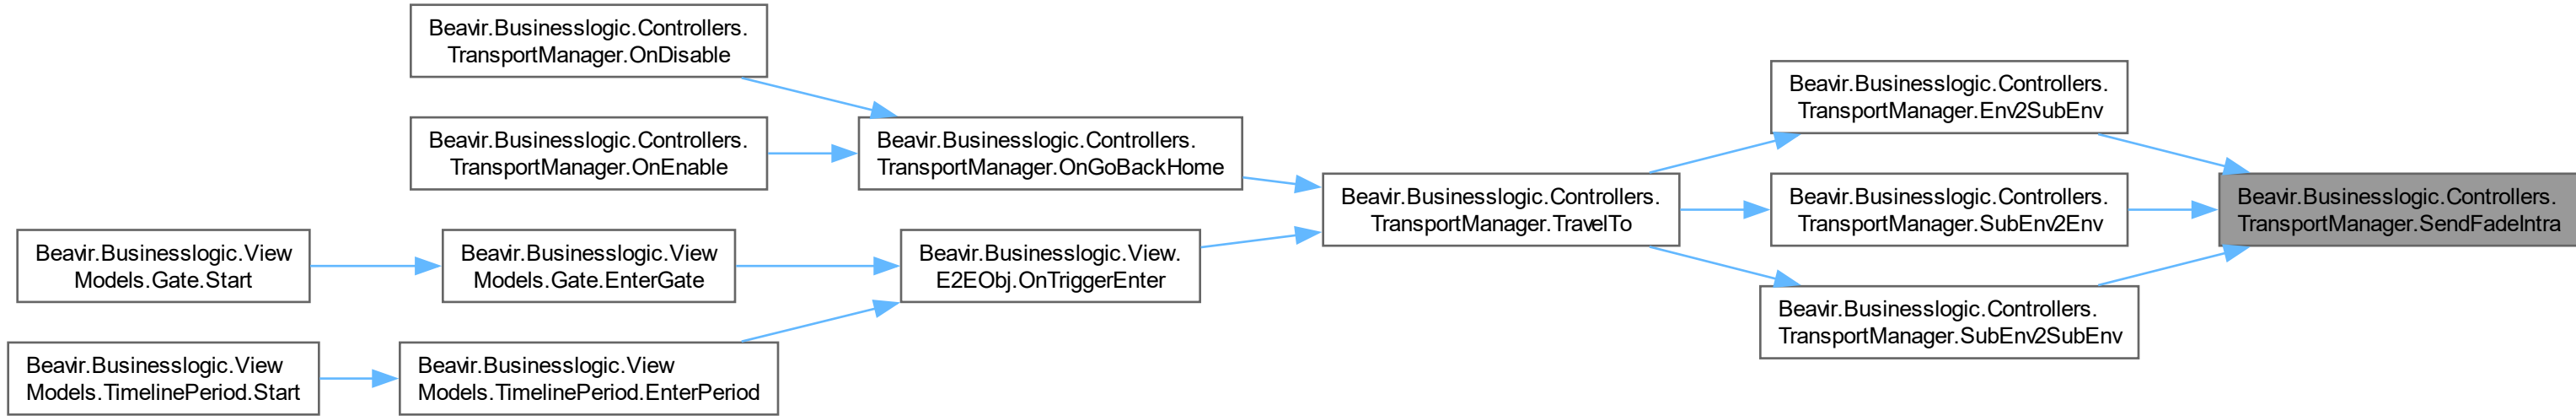 Beavir.Businesslogic.Controllers.
TransportManager.OnDisable
Beavir.Businesslogic.Controllers.
TransportManager.OnEnable
Beavir.Businesslogic.View
Models.Gate.Start
Beavir.Businesslogic.View
Models.TimelinePeriod.Start
Beavir.Businesslogic.View
Models.Gate.EnterGate
Beavir.Businesslogic.View
Models.TimelinePeriod.EnterPeriod
Beavir.Businesslogic.Controllers.
TransportManager.OnGoBackHome
Beavir.Businesslogic.View.
E2EObj.OnTriggerEnter
Beavir.Businesslogic.Controllers.
TransportManager.TravelTo
Beavir.Businesslogic.Controllers.
TransportManager.Env2SubEnv
Beavir.Businesslogic.Controllers.
TransportManager.SubEnv2Env
Beavir.Businesslogic.Controllers.
TransportManager.SubEnv2SubEnv
Beavir.Businesslogic.Controllers.
TransportManager.SendFadeIntra